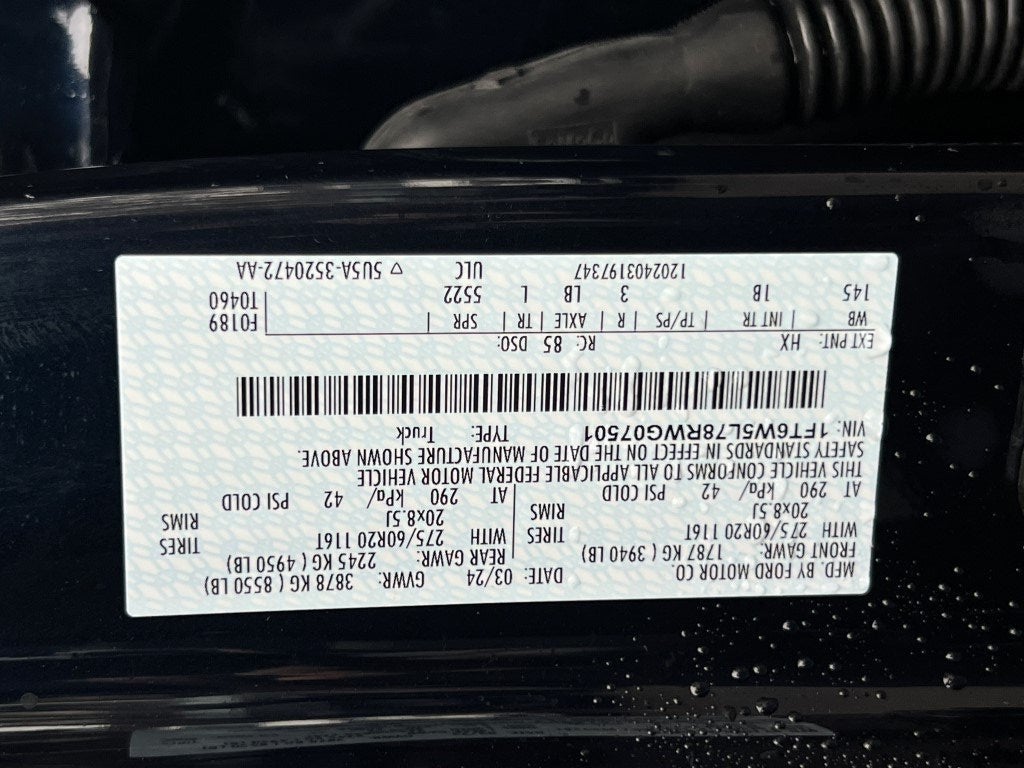 MFD. BY FORD MOTOR CO. DATE: 03/24 GVWR: 3878 KG ( 8550 LB)
FRONT GAWR: 1787 KG ( 3940 LB) REAR GAWR: 2245 KG ( 4950 LB)
WITH 275/60R20 116T TIRES WITH 275/60R20 116T TIRES
20x8.5J RIMS 20x8.5J RIMS
AT 290 kPa/ 42 PSI COLD AT 290 kPa/ 42 PSI COLD
THIS VEHICLE CONFORMS TO ALL APPLICABLE FEDERAL MOTOR VEHICLE
SAFETY STANDARDS IN EFFECT ON THE DATE OF MANUFACTURE SHOWN ABOVE.
VIN: 1FT6W5L78RWG07501 TYPE: Truck
EXT PNT: HX RC: 85 DSO:
WB | INT TR | TP/PS | R | AXLE | TR | SPR | F0189
145 1B 3 LB L 5522 T0460
1202403197347 ULC ▽ 5U5A-3520472-AA